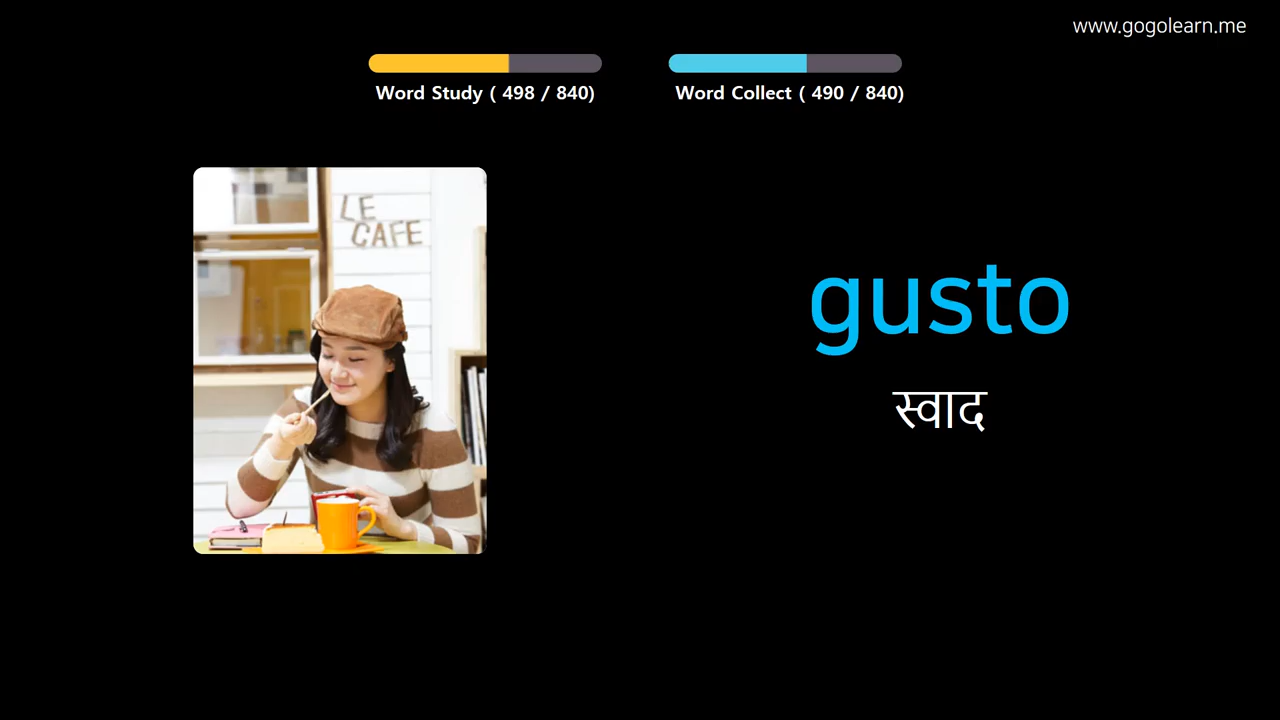 www.gogolearn.me
Word Study ( 498 / 840)
Word Collect ( 490 / 840)
LE
CAFE
gusto
स्वाद